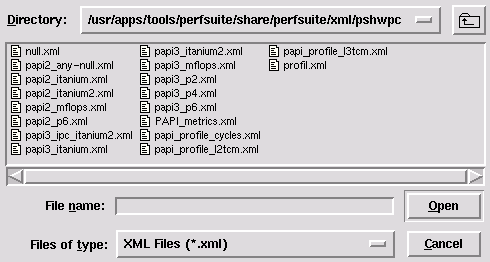 Directory: /usr/apps/tools/perfsuite/share/perfsuite/xml/pshwpc
null.xml
papi2_any-null.xml
papi2_itanium.xml
papi2_itanium2.xml
papi2_mflops.xml
papi2_p6.xml
papi3_ipc_itanium2.xml
papi3_itanium.xml
papi3_itanium2.xml
papi3_mflops.xml
papi3_p2.xml
papi3_p4.xml
papi3_p6.xml
PAPI_metrics.xml
papi_profile_cycles.xml
papi_profile_l2tcm.xml
papi_profile_l3tcm.xml
profil.xml
File name:
Open
Files of type: XML Files (*.xml)
Cancel